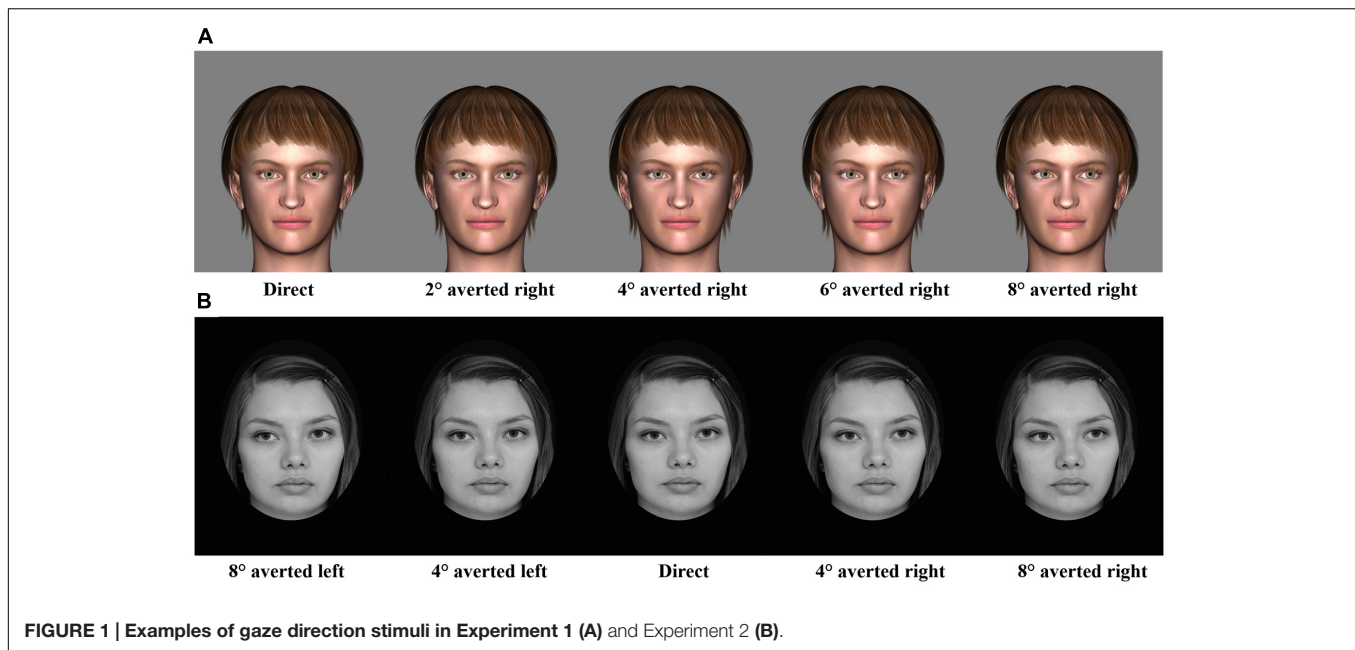 A
Direct 2° averted right 4° averted right 6° averted right 8° averted right
B
8° averted left 4° averted left Direct 4° averted right 8° averted right
FIGURE 1 | Examples of gaze direction stimuli in Experiment 1 (A) and Experiment 2 (B).